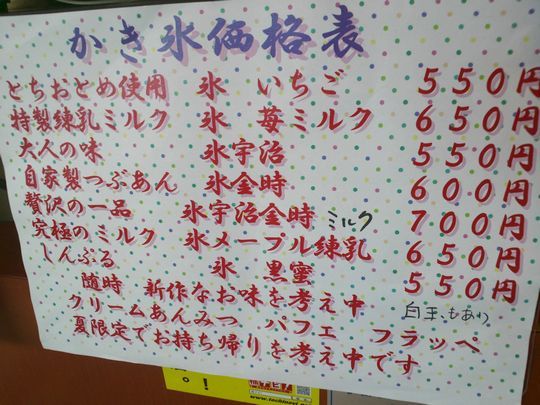 かき氷価格表
とちおとめ使用 氷 いちご 550円
特製練乳ミルク 氷 苺ミルク 650円
大人の味 氷宇治 550円
自家製つぶあん 氷金時 600円
贅沢の一品 氷宇治金時 ミルク 700円
究極のミルク 氷メープル練乳 650円
しんぷる 氷 黒蜜 550円
随時 新作なお味を考え中
白玉、もあり
クリームあんみつ パフェ フラッペ
夏限定でお持ち帰りを考え中です
。!